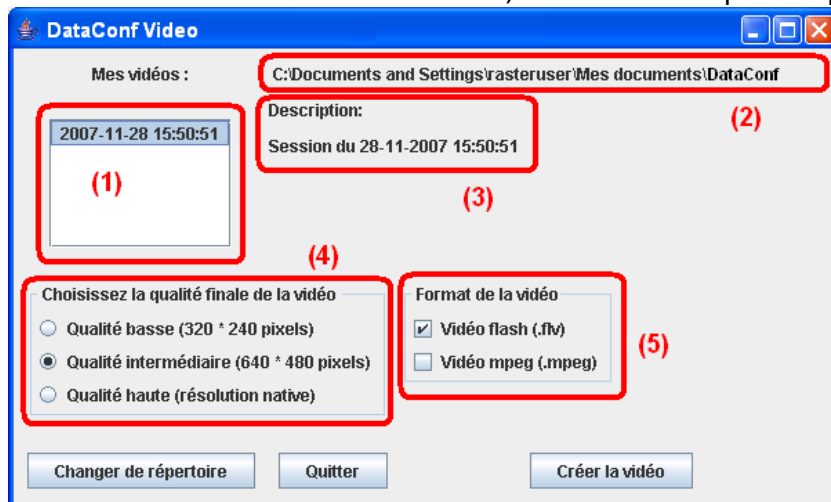 DataConf Video
Mes vidéos :
C:\Documents and Settings\rasteruser\Mes documents\DataConf
(2)
2007-11-28 15:50:51
(1)
Description:
Session du 28-11-2007 15:50:51
(3)
(4)
Choisissez la qualité finale de la vidéo
Qualité basse (320 * 240 pixels)
Qualité intermédiaire (640 * 480 pixels)
Qualité haute (résolution native)
Format de la vidéo
Vidéo flash (.flv)
Vidéo mpeg (.mpeg)
(5)
Changer de répertoire
Quitter
Créer la vidéo